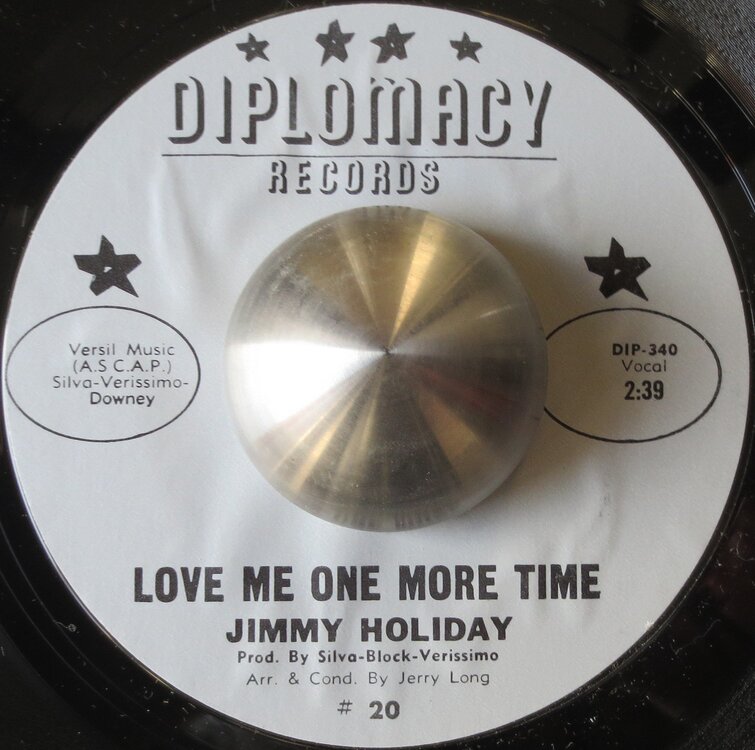 DIPLOMACY
RECORDS
Versil Music
(A.S C.A.P.)
Silva-Verissimo-
Downey
DIP-340
Vocal
2:39
LOVE ME ONE MORE TIME
JIMMY HOLIDAY
Prod. By Silva-Block-Verissimo
Arr. & Cond. By Jerry Long
# 20